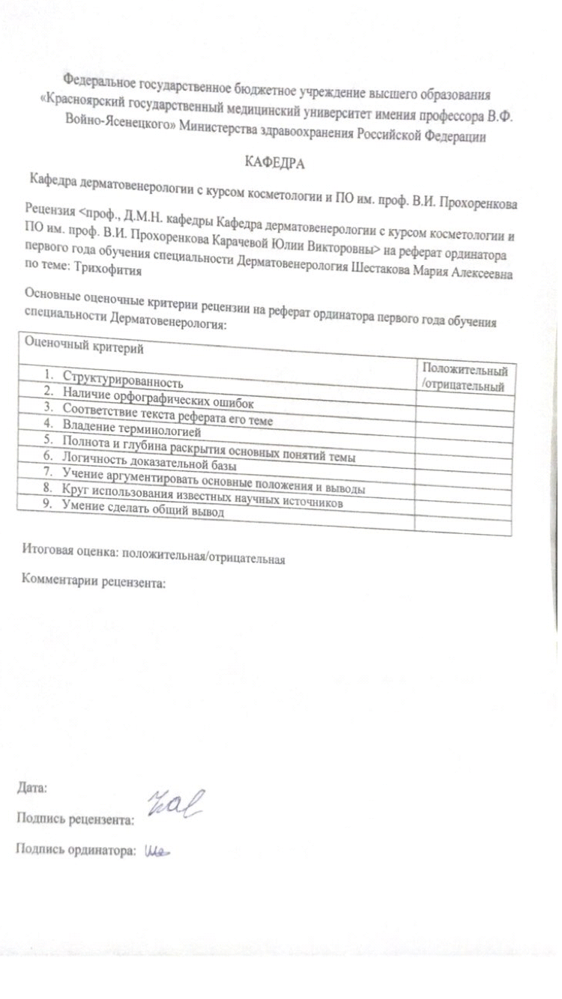 Федеральное государственное бюджетное учреждение высшего образования
«Красноярский государственный медицинский университет имения профессора В.Ф.
Войно-Ясенецкого» Министерства здравоохранения Российской Федерации
КАФЕДРА
Кафедра дерматовенерологии с курсом косметологии и ПО им. проф. В.И. Прохоренкова
Рецензия <проф., Д.М.Н. кафедры Кафедра дерматовенерологии с курсом косметологии и
ПО им. проф. В.И. Прохоренкова Карачевой Юлии Викторовны> на реферат ординатора
первого года обучения специальности Дерматовенерология Шестакова Мария Алексеевна
по теме: Трихофития
Основные оценочные критерии рецензии на реферат ординатора первого года обучения
специальности Дерматовенерология:
Оценочный критерий
Положительный
/отрицательный
1. Структурированность
2. Наличие орфографических ошибок
3. Соответствие текста реферата его теме
4. Владение терминологией
5. Полнота и глубина раскрытия основных понятий темы
6. Логичность доказательной базы
7. Учение аргументировать основные положения и выводы
8. Круг использования известных научных источников
9. Умение сделать общий вывод
Итоговая оценка: положительная/отрицательная
Комментарии рецензента:
Дата:
Подпись рецензента:
Подпись ординатора: